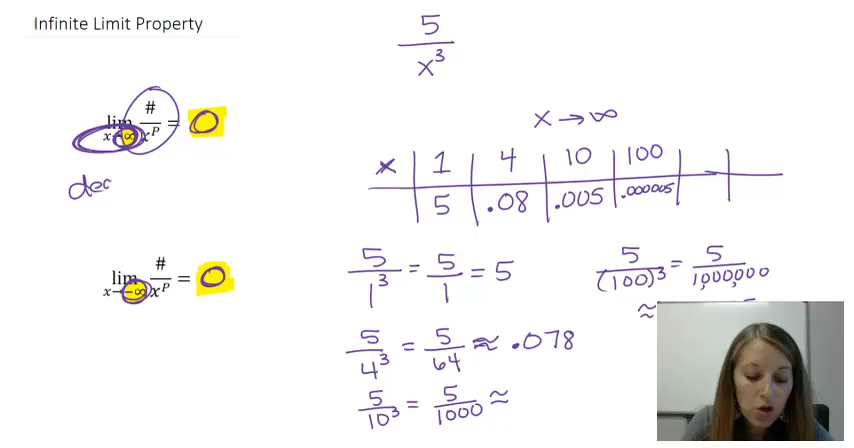 Infinite Limit Property
5
x³
lim # = 0
x→∞ xᴾ
dec
x → ∞
x 1 4 10 100
5 .08 .005 .000005
lim # = 0
x→-∞ xᴾ
5/1³ = 5/1 = 5
5/(100)³ = 5/1,000,000
≈
5/4³ = 5/64 ≈ .078
5/10³ = 5/1000 ≈